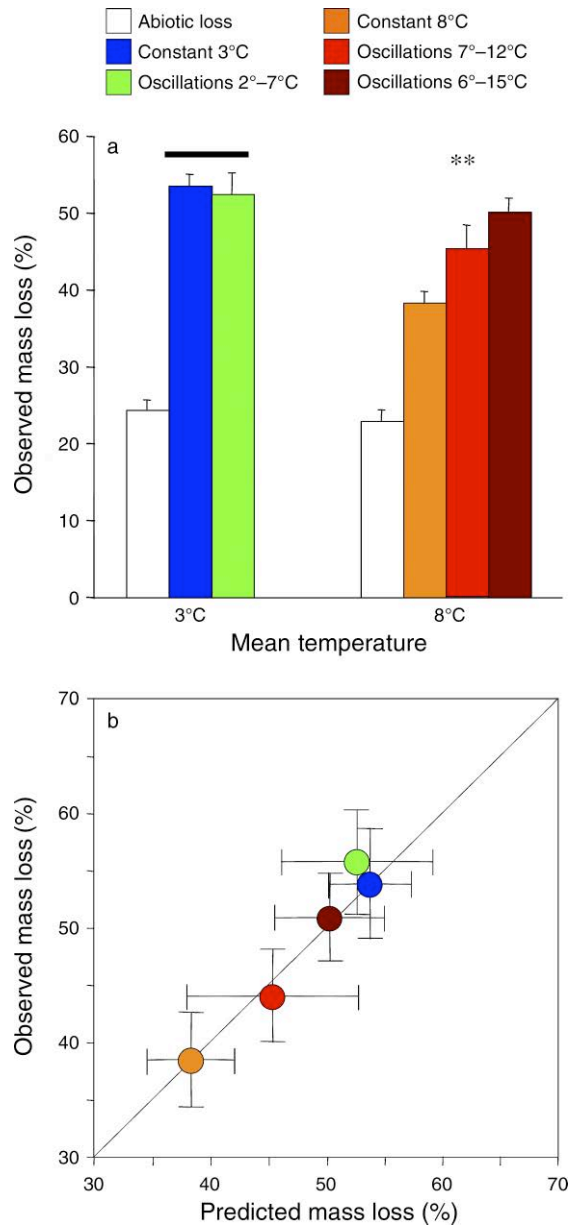 Abiotic loss
Constant 8°C
Constant 3°C
Oscillations 7°–12°C
Oscillations 2°–7°C
Oscillations 6°–15°C
a
**
60
50
40
30
20
10
0
Observed mass loss (%)
3°C
8°C
Mean temperature
b
70
60
50
40
30
Observed mass loss (%)
30
40
50
60
70
Predicted mass loss (%)